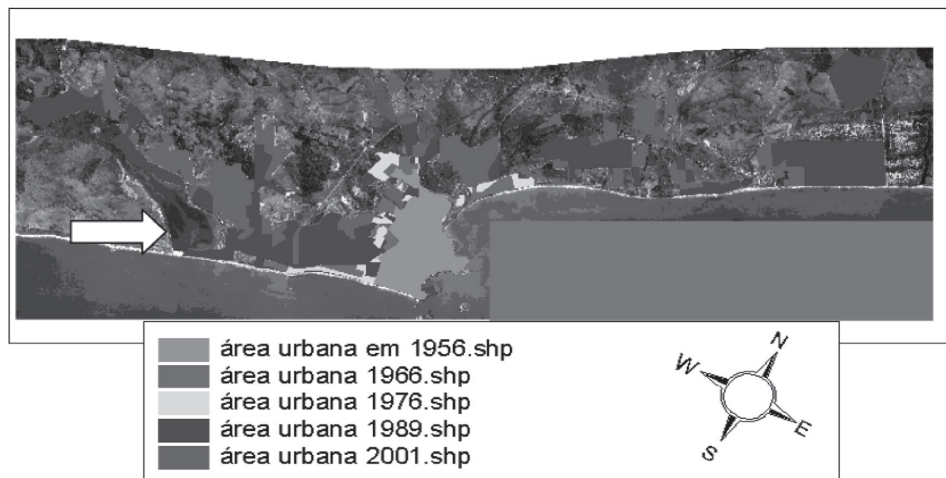 área urbana em 1956.shp
área urbana 1966.shp
área urbana 1976.shp
área urbana 1989.shp
área urbana 2001.shp
N
W
E
S